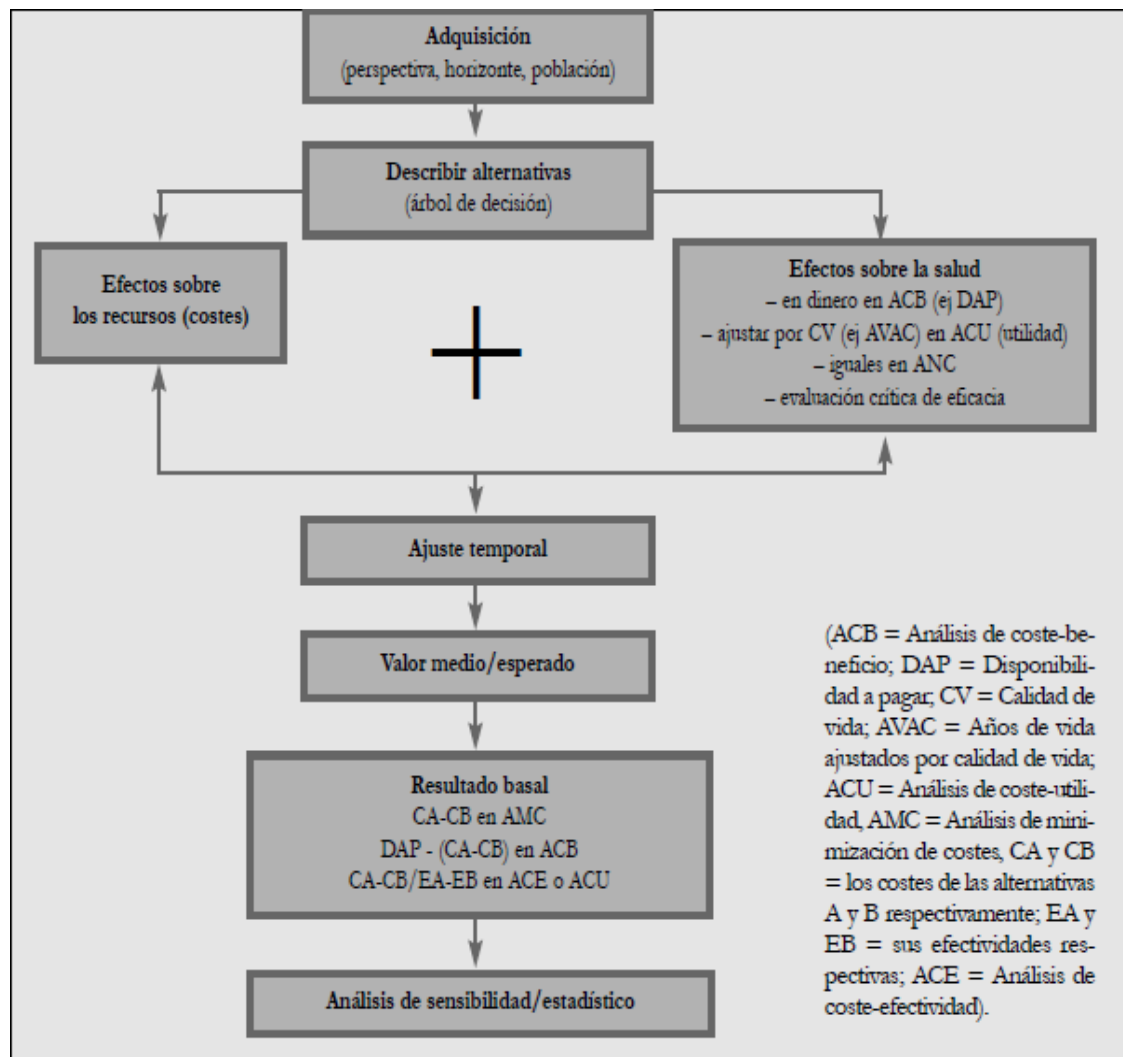 Adquisición
(perspectiva, horizonte, población)
Describir alternativas
(árbol de decisión)
Efectos sobre
los recursos (costes)
Efectos sobre la salud
– en dinero en ACB (ej DAP)
– ajustar por CV (ej AVAC) en ACU (utilidad)
– iguales en ANC
– evaluación crítica de eficacia
Ajuste temporal
Valor medio/esperado
Resultado basal
CA-CB en AMC
DAP - (CA-CB) en ACB
CA-CB/EA-EB en ACE o ACU
Análisis de sensibilidad/estadístico
(ACB = Análisis de coste-be-
neficio; DAP = Disponibili-
dad a pagar; CV = Calidad de
vida; AVAC = Años de vida
ajustados por calidad de vida;
ACU = Análisis de coste-utili-
dad, AMC = Análisis de mini-
mización de costes, CA y CB
= los costes de las alternativas
A y B respectivamente; EA y
EB = sus efectividades res-
pectivas; ACE = Análisis de
coste-efectividad).